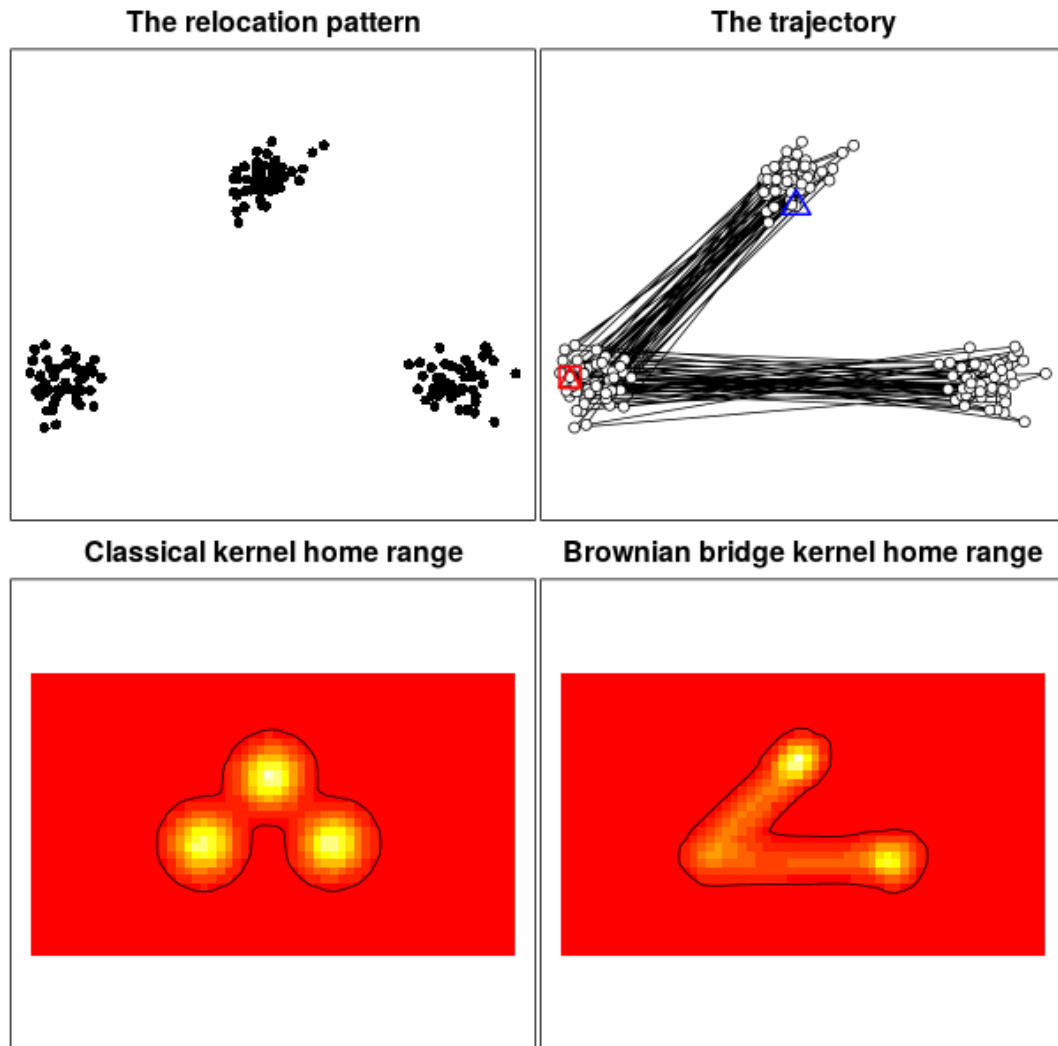 The relocation pattern
The trajectory
Classical kernel home range
Brownian bridge kernel home range